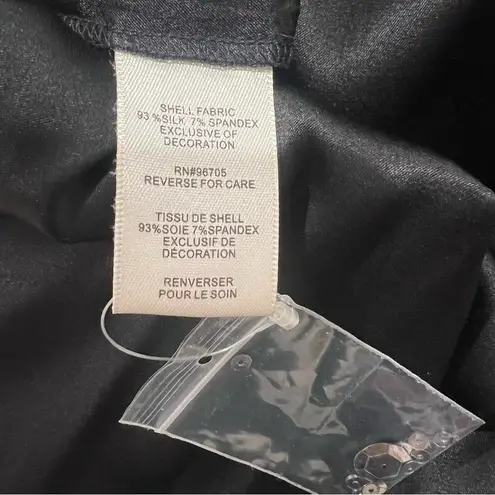 SHELL FABRIC
93 %SILK 7% SPANDEX
EXCLUSIVE OF
DECORATION
RN#96705
REVERSE FOR CARE
TISSU DE SHELL
93%SOIE 7%SPANDEX
EXCLUSIF DE
DÉCORATION
RENVERSER
POUR LE SOIN